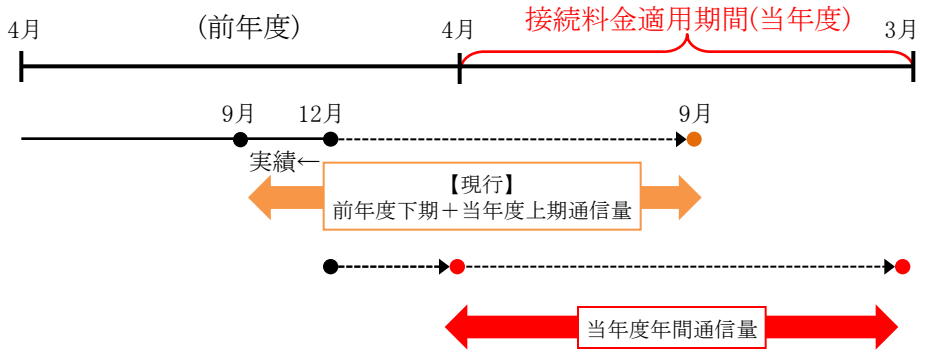 4月
(前年度)
4月
接続料金適用期間(当年度)
3月
9月
12月
9月
実績←
【現行】
前年度下期＋当年度上期通信量
当年度年間通信量